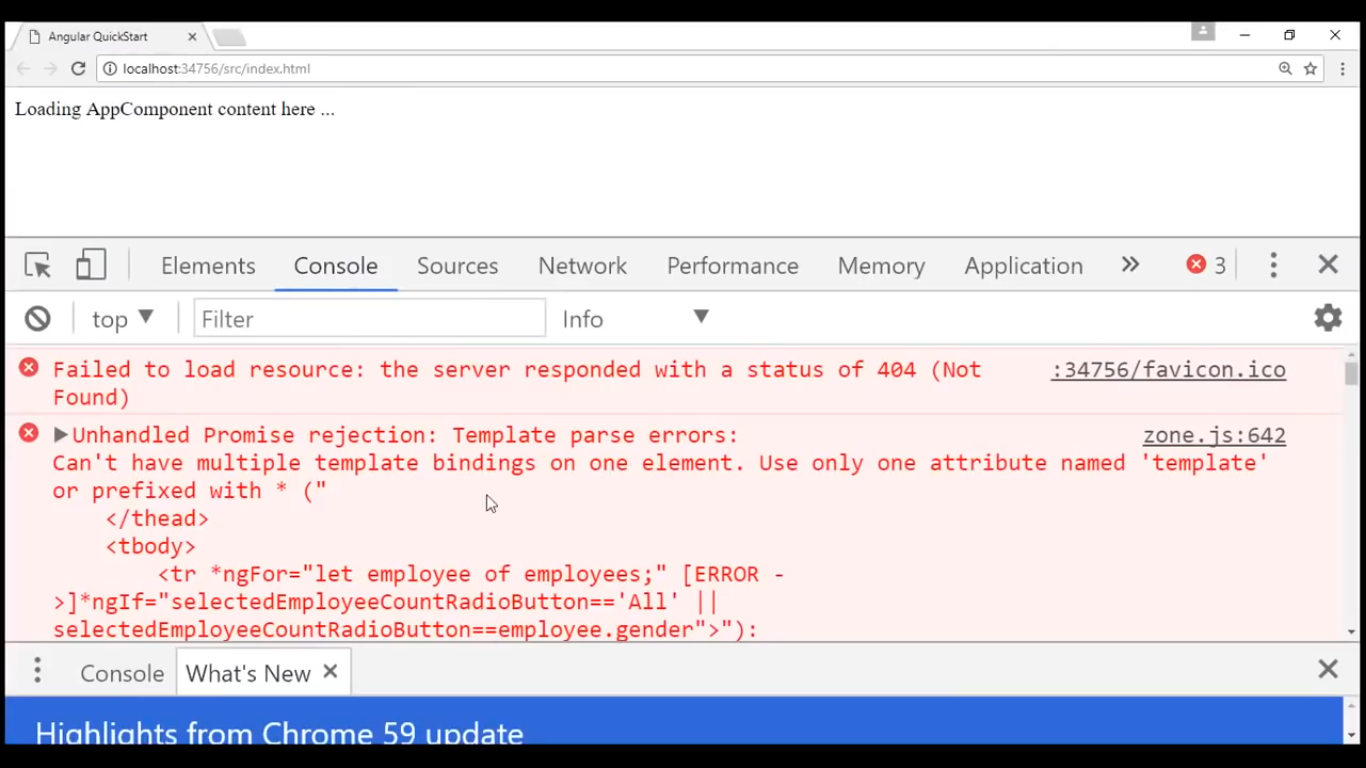 Angular QuickStart
localhost:34756/src/index.html
Loading AppComponent content here ...
Elements Console Sources Network Performance Memory Application 3
top Filter Info
Failed to load resource: the server responded with a status of 404 (Not :34756/favicon.ico
Found)
Unhandled Promise rejection: Template parse errors: zone.js:642
Can't have multiple template bindings on one element. Use only one attribute named 'template'
or prefixed with * ("
</thead>
<tbody>
<tr *ngFor="let employee of employees;" [ERROR -
>]*ngIf="selectedEmployeeCountRadioButton=='All' ||
selectedEmployeeCountRadioButton==employee.gender">"):
Console What's New
Highlights from Chrome 59 update